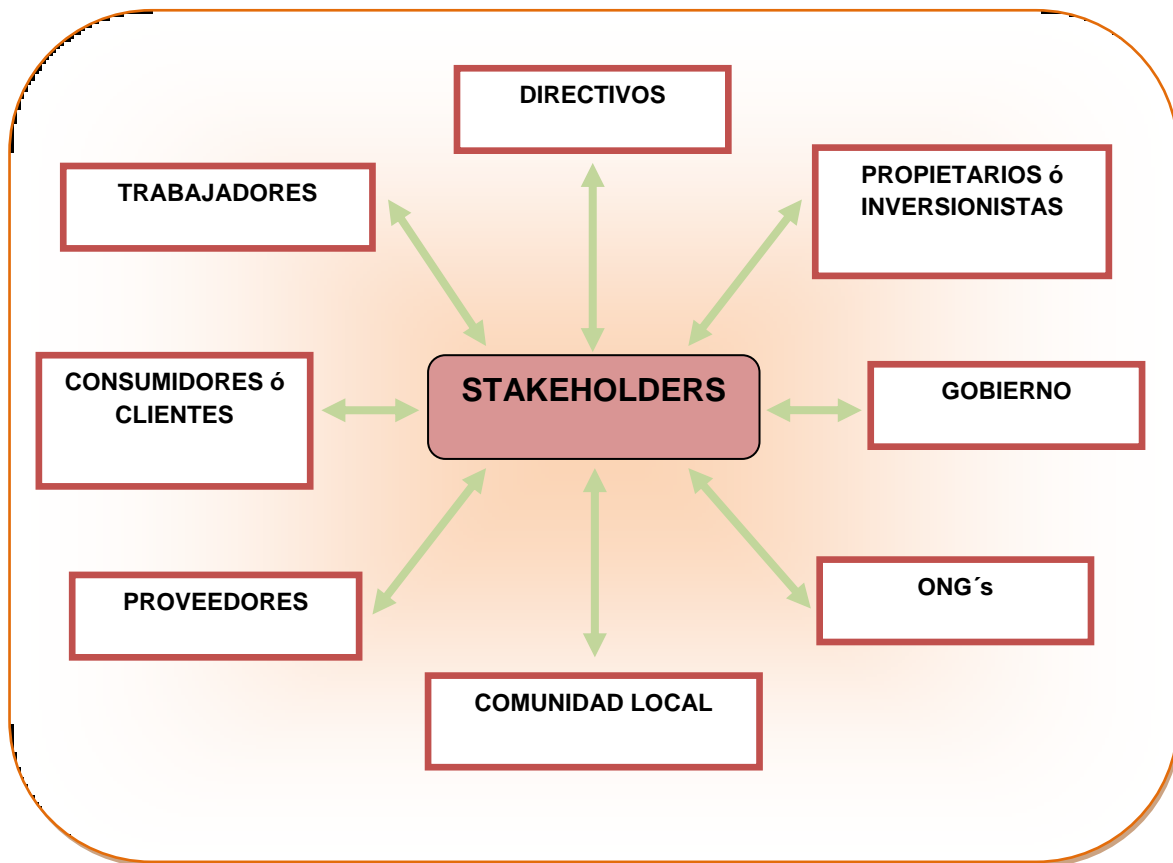 DIRECTIVOS
PROPIETARIOS ó
INVERSIONISTAS
TRABAJADORES
STAKEHOLDERS
CONSUMIDORES ó
CLIENTES
GOBIERNO
PROVEEDORES
ONG´s
COMUNIDAD LOCAL